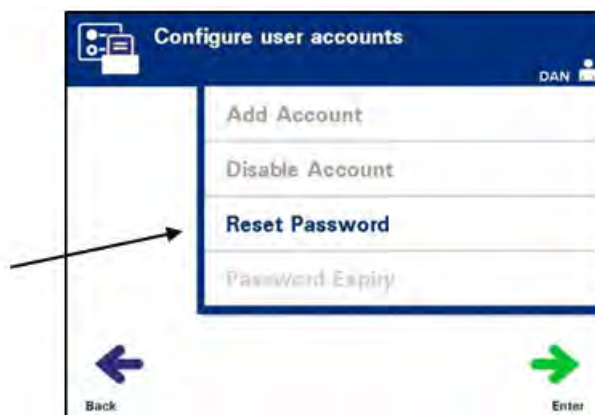 Configure user accounts
DAN
Add Account
Disable Account
Reset Password
Password Expiry
Back
Enter